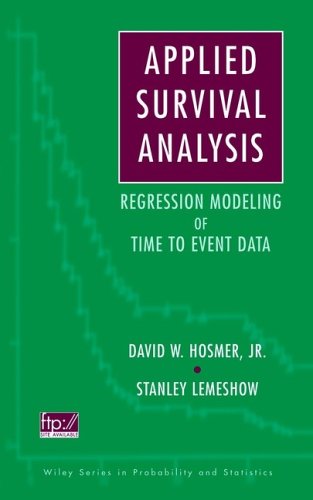 APPLIED
SURVIVAL
ANALYSIS
REGRESSION MODELING
OF
TIME TO EVENT DATA
DAVID W. HOSMER, JR.
STANLEY LEMESHOW
ftp://
SITE AVAILABLE
Wiley Series in Probability and Statistics